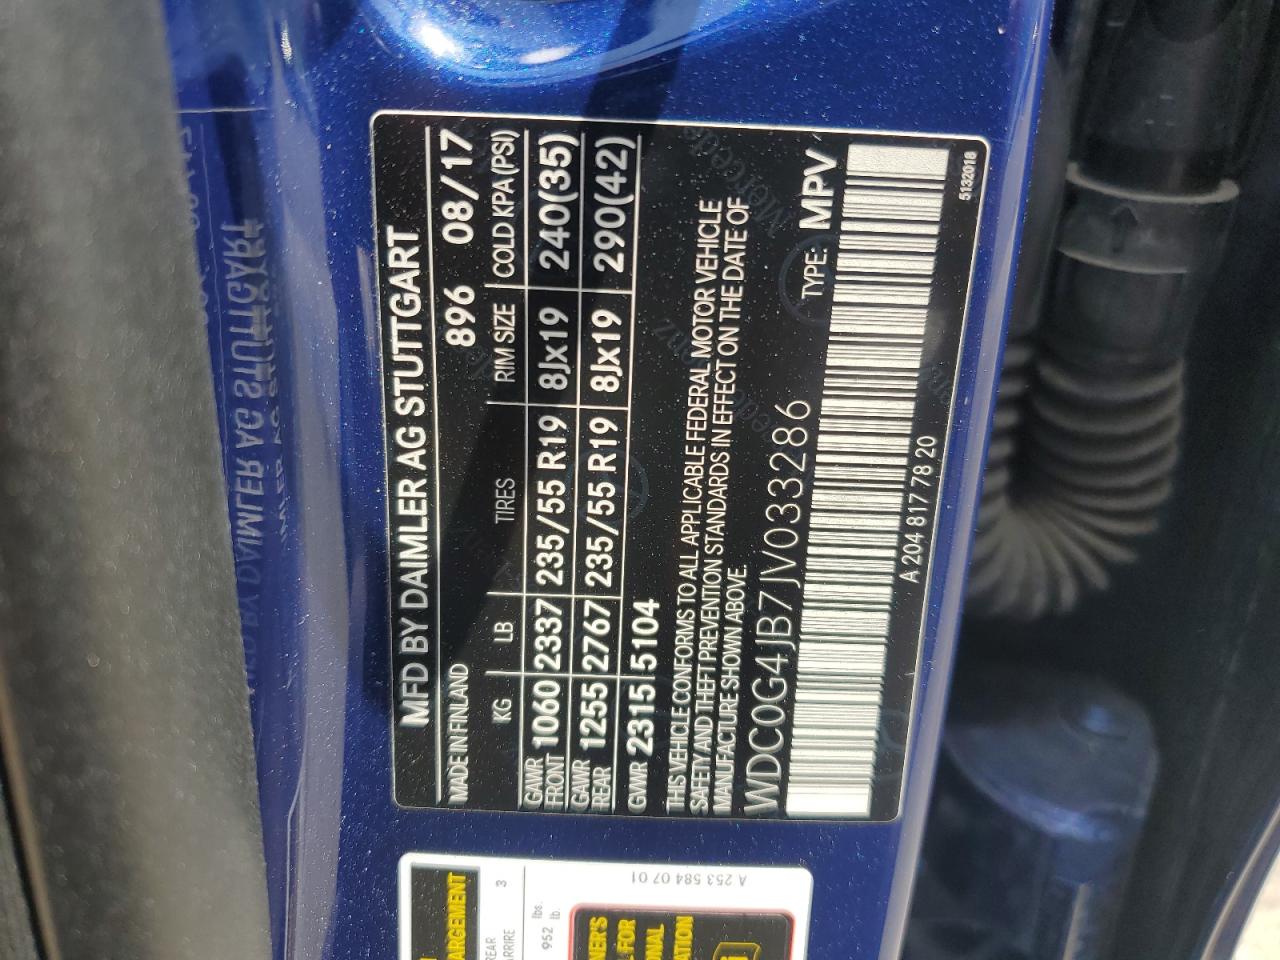 MFD BY DAIMLER AG STUTTGART
MADE IN FINLAND 896 08/17
KG LB TIRES RIM SIZE COLD KPA (PSI)
GAWR FRONT 1060 2337 235/55 R19 8Jx19 240(35)
GAWR REAR 1255 2767 235/55 R19 8Jx19 290(42)
GVWR 2315 5104
THIS VEHICLE CONFORMS TO ALL APPLICABLE FEDERAL MOTOR VEHICLE
SAFETY AND THEFT PREVENTION STANDARDS IN EFFECT ON THE DATE OF
MANUFACTURE SHOWN ABOVE.
WDC0G4JB7JV033286 TYPE: MPV
A 204 817 78 20
5132018
3
952 lbs.
lb.
A 253 584 07 01